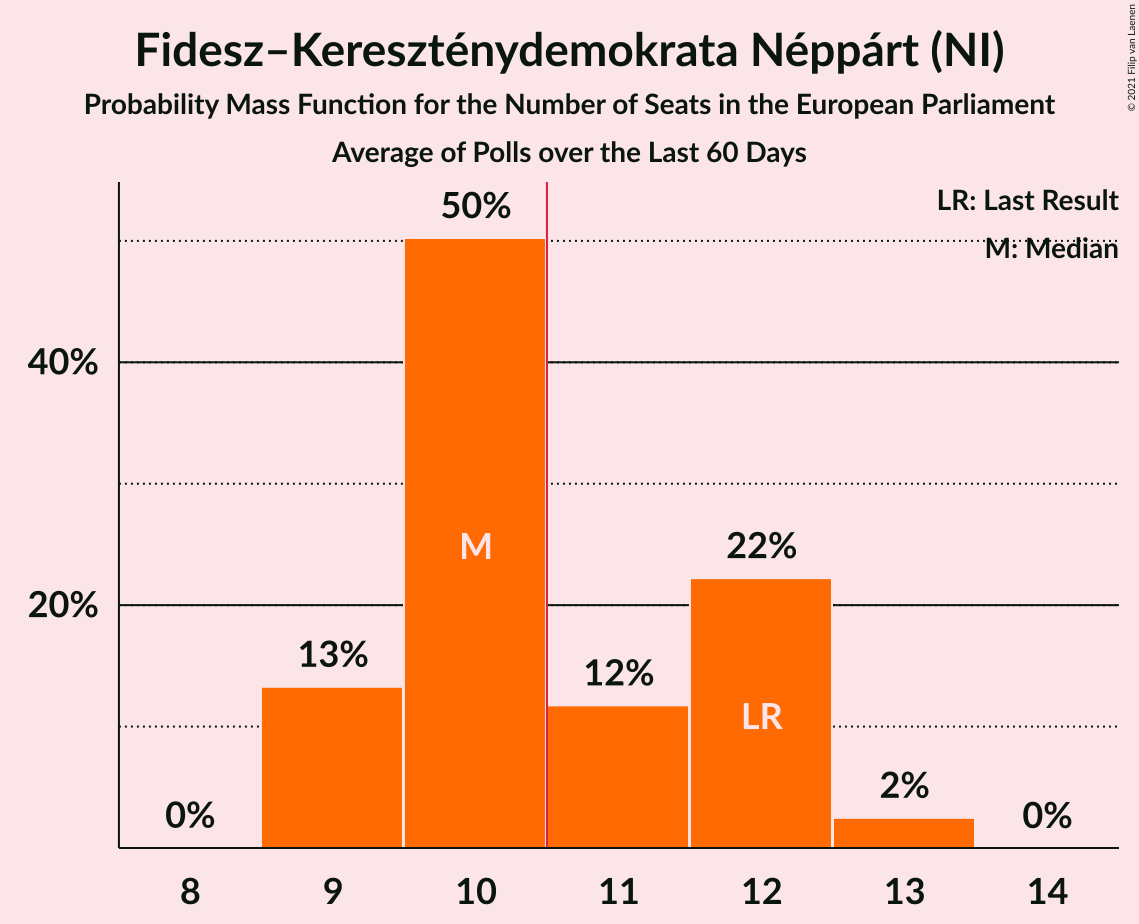 Fidesz–Kereszténydemokrata Néppárt (NI)
Probability Mass Function for the Number of Seats in the European Parliament
Average of Polls over the Last 60 Days
© 2021 Filip van Laenen
LR: Last Result
M: Median
50%
40%
M
22%
20%
13%
12%
LR
2%
0%
0%
8 9 10 11 12 13 14